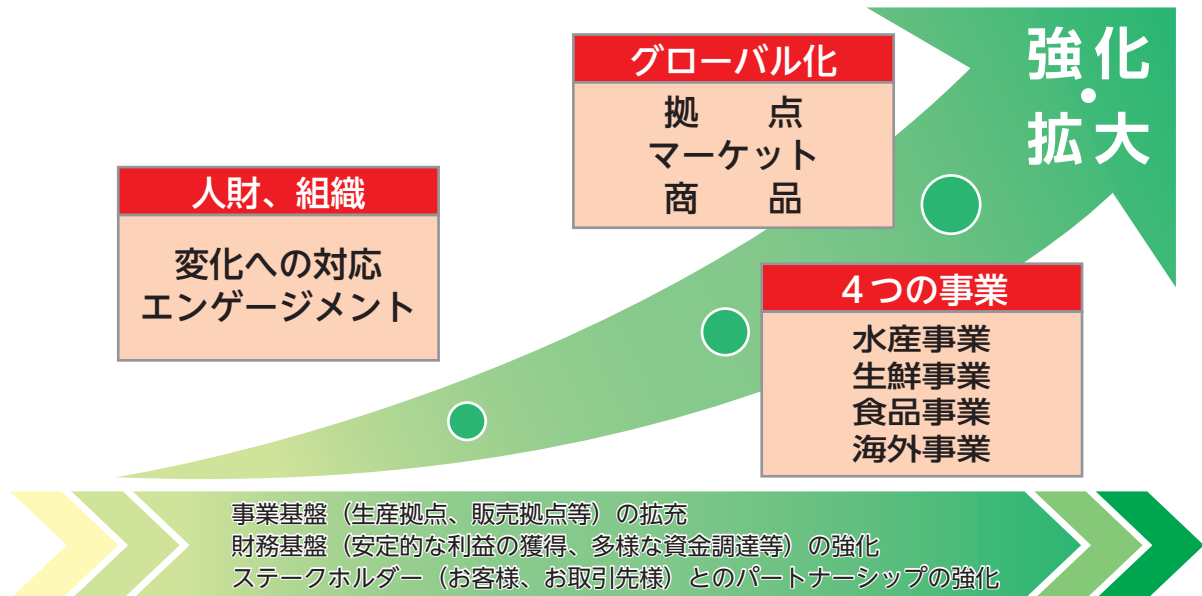 強化
・
拡大
グローバル化
拠　点
マーケット
商　品
人財、組織
変化への対応
エンゲージメント
４つの事業
水産事業
生鮮事業
食品事業
海外事業
事業基盤（生産拠点、販売拠点等）の拡充
財務基盤（安定的な利益の獲得、多様な資金調達等）の強化
ステークホルダー（お客様、お取引先様）とのパートナーシップの強化